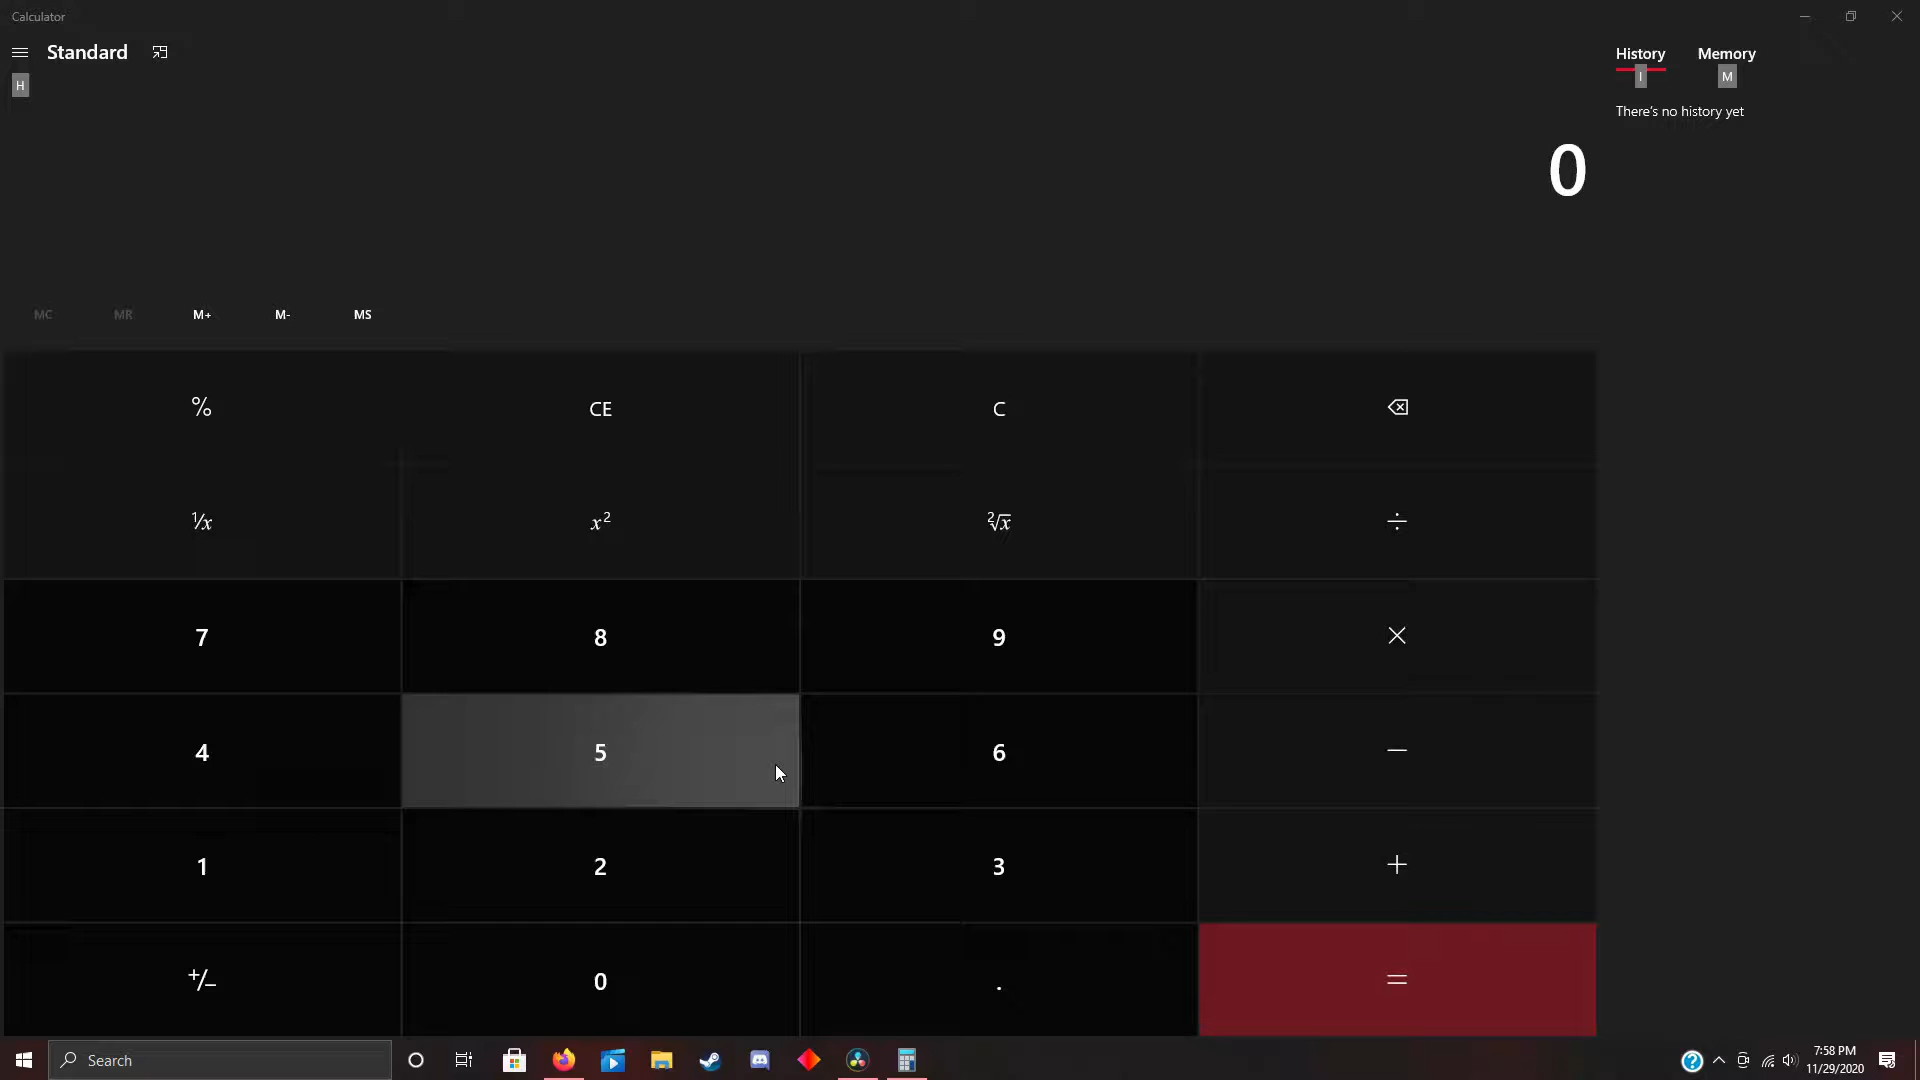 Calculator
Standard
H
History
Memory
I
M
There's no history yet
0
MC MR M+ M- MS
% CE C
¹/x x² ²√x ÷
7 8 9 ×
4 5 6 −
1 2 3 +
+/− 0 . =
Search
7:58 PM
11/29/2020